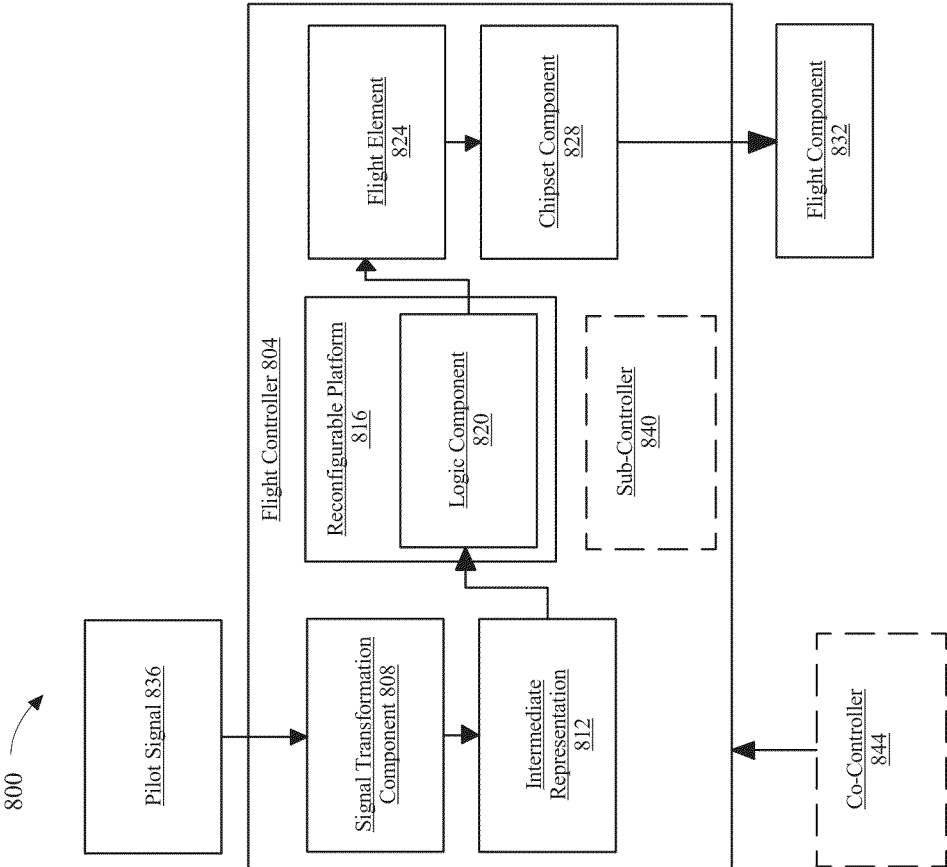 800
Pilot Signal 836
Flight Controller 804
Signal Transformation
Component 808
Intermediate
Representation
812
Reconfigurable Platform
816
Logic Component
820
Flight Element
824
Chipset Component
828
Sub-Controller
840
Co-Controller
844
Flight Component
832